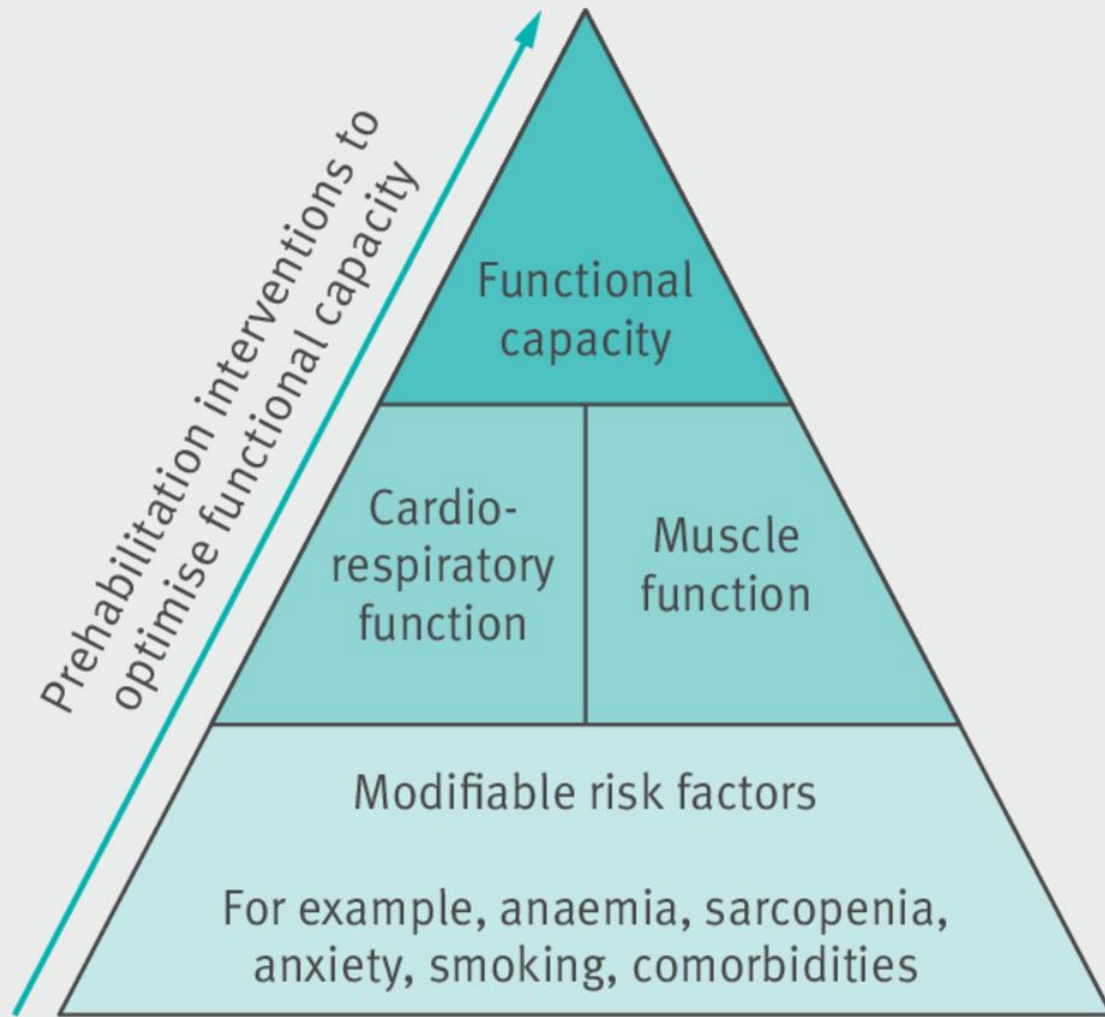 Prehabilitation interventions to
optimise functional capacity
Functional
capacity
Cardio-
respiratory
function
Muscle
function
Modifiable risk factors
For example, anaemia, sarcopenia,
anxiety, smoking, comorbidities